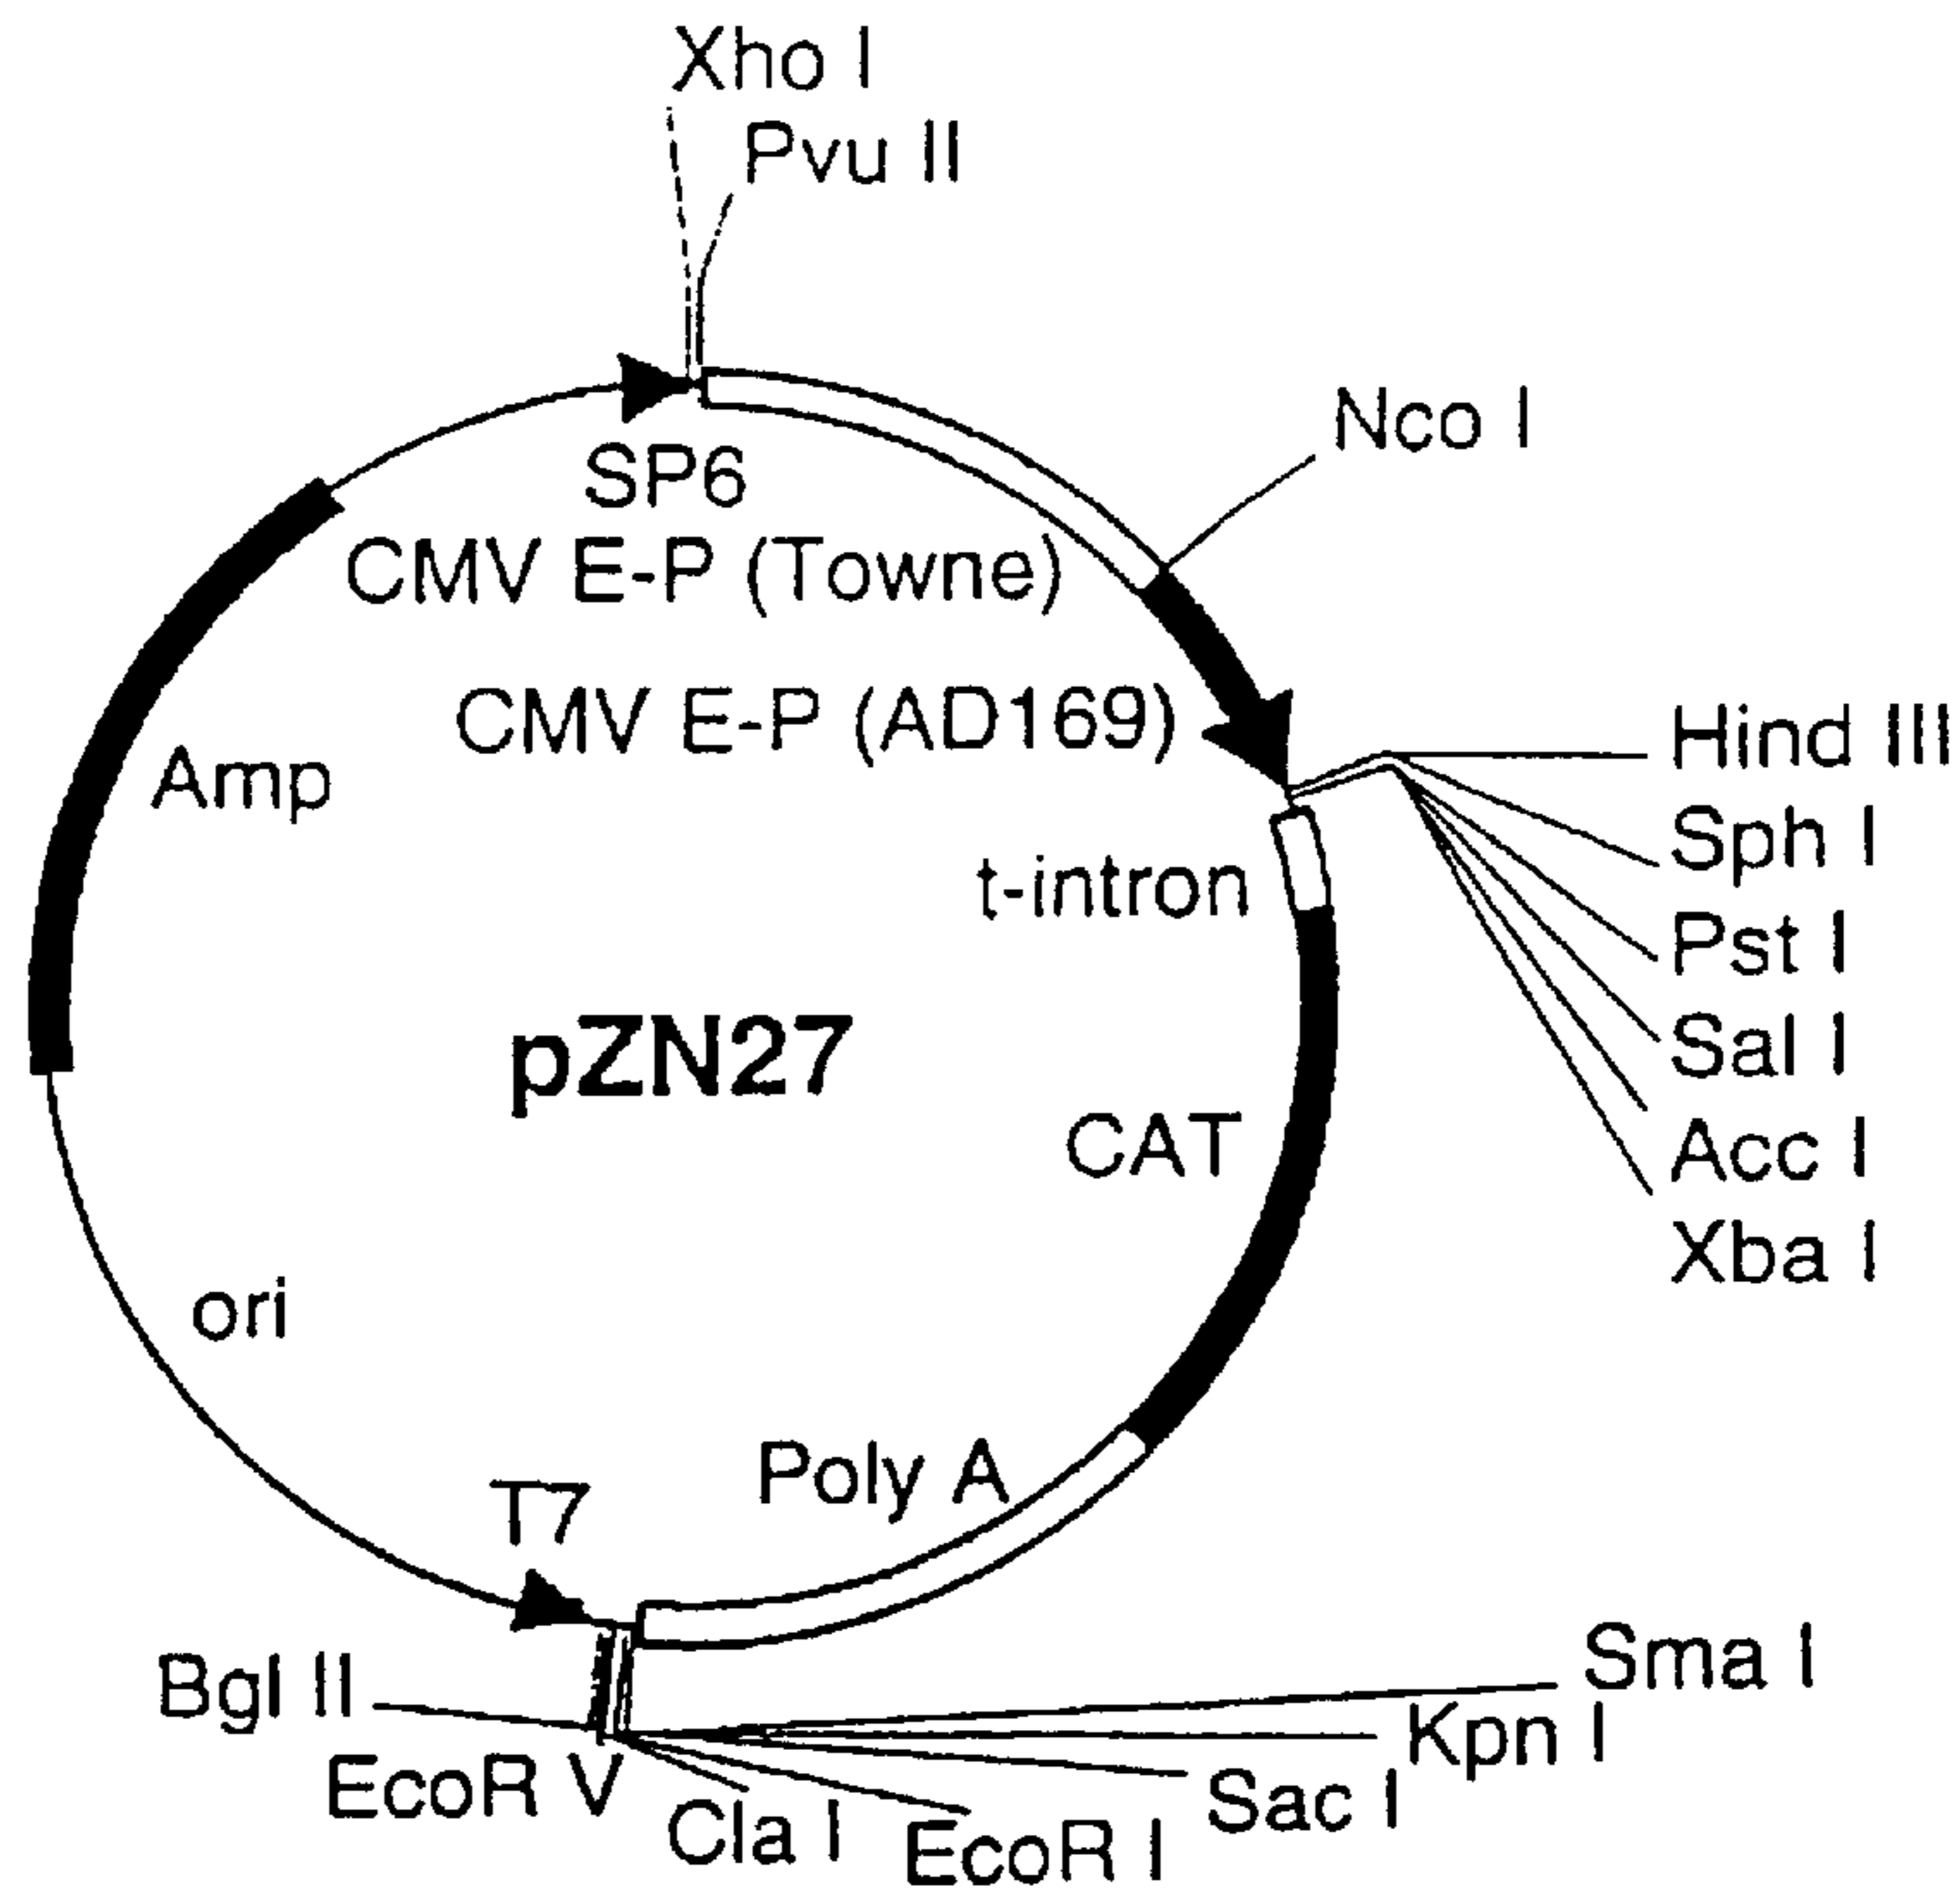 Xho I
Pvu II
Nco I
SP6
CMV E-P (Towne)
CMV E-P (AD169)
Hind III
Amp
Sph I
t-intron
Pst I
Sal I
pZN27
CAT
Acc I
Xba I
ori
Poly A
T7
Sma I
Bgl II
Kpn I
EcoR V
Sac I
Cla I
EcoR I